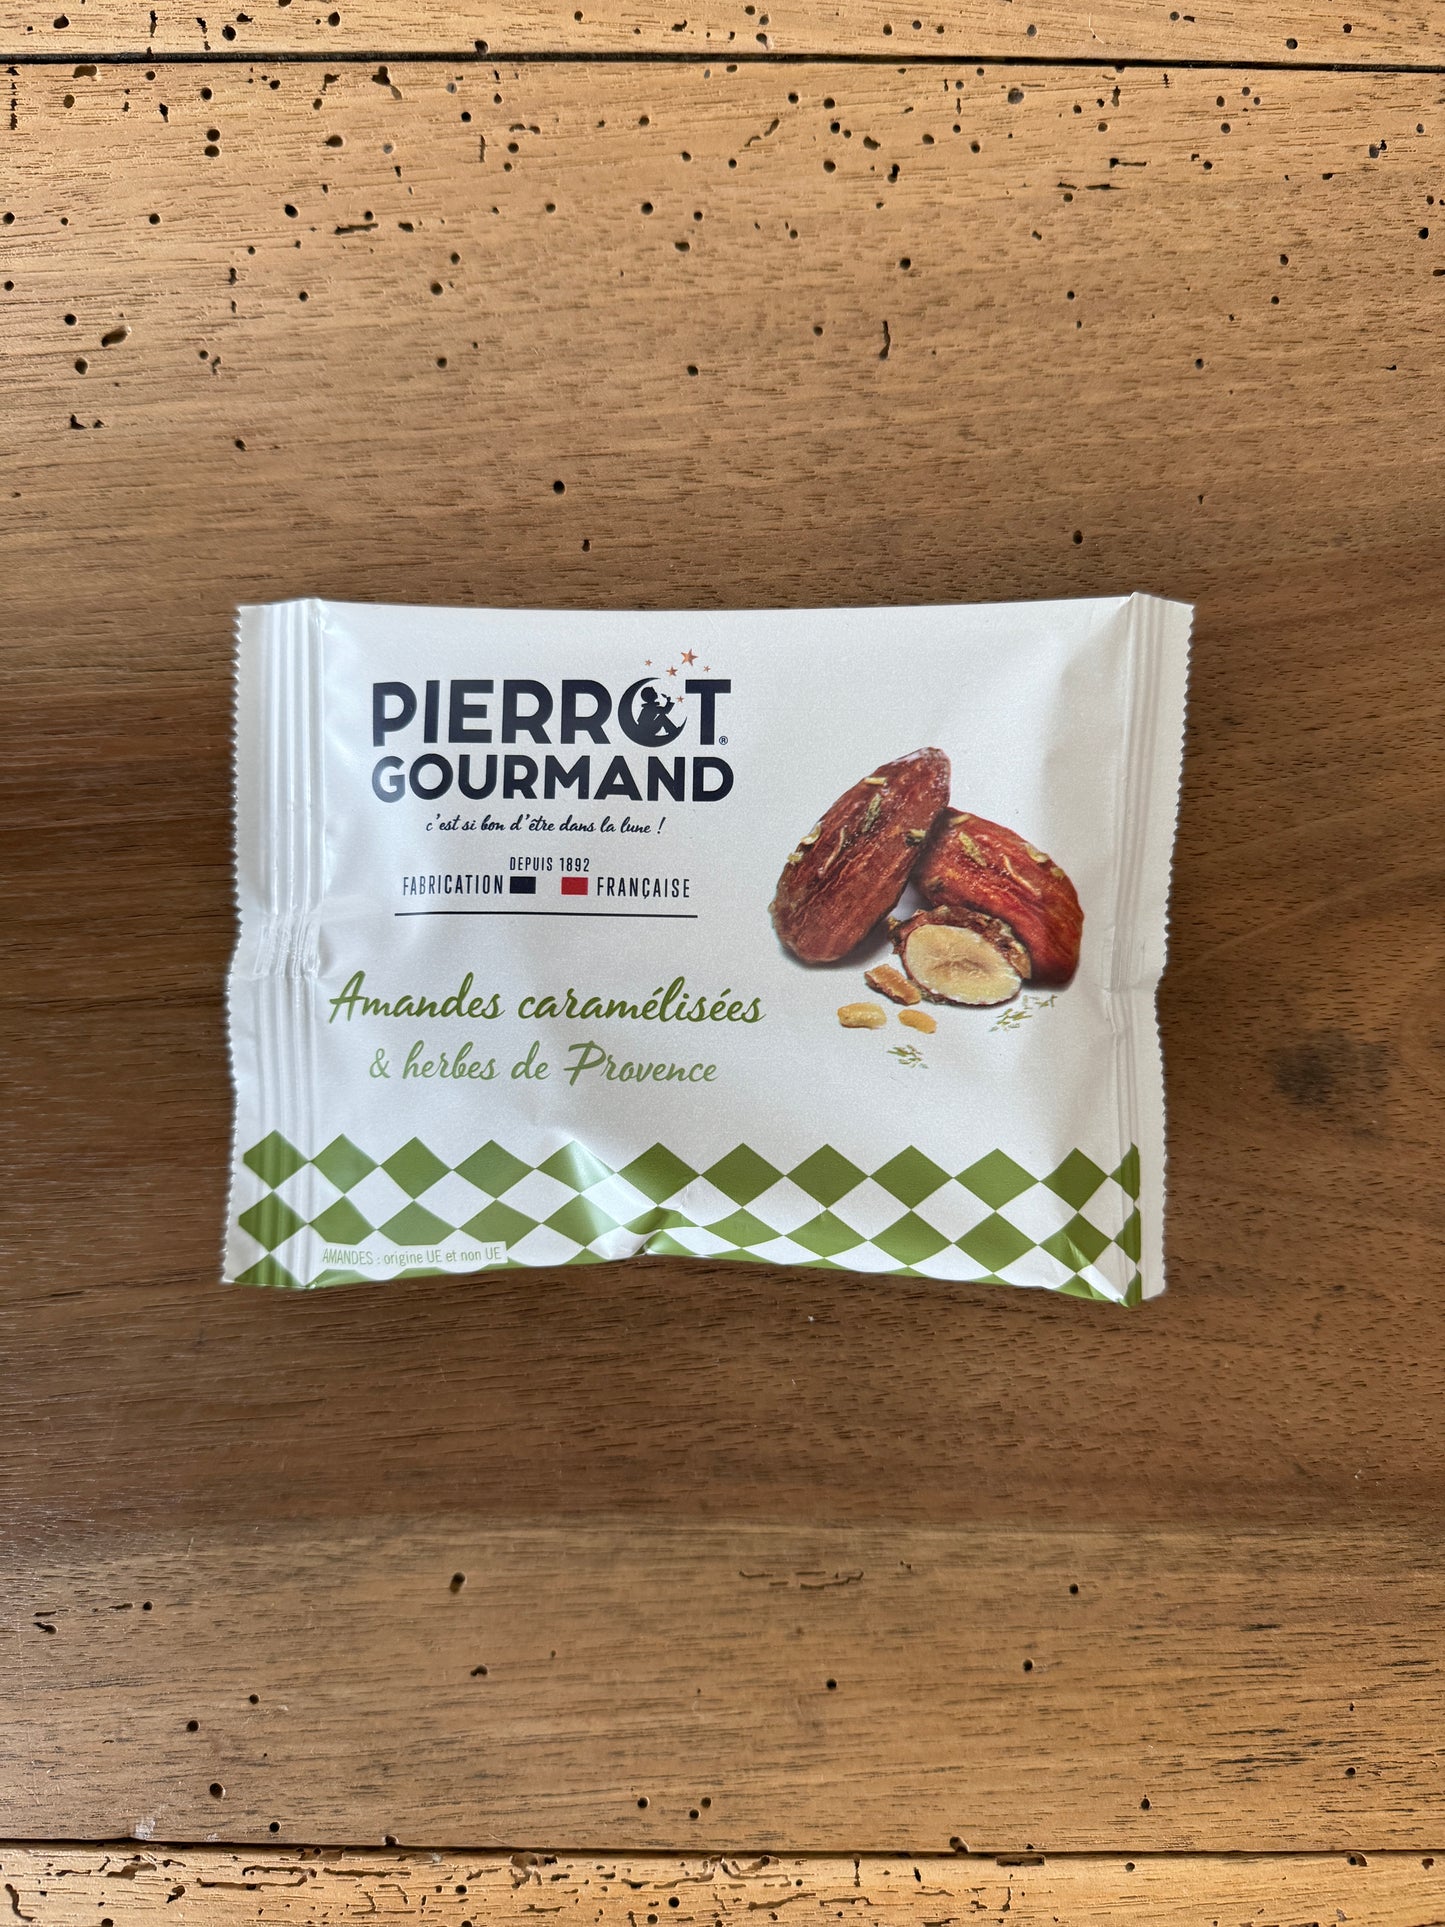 PIERROT®
GOURMAND
c'est si bon d'être dans la lune !
DEPUIS 1892
FABRICATION FRANÇAISE
Amandes caramélisées
& herbes de Provence
AMANDES : origine UE et non UE